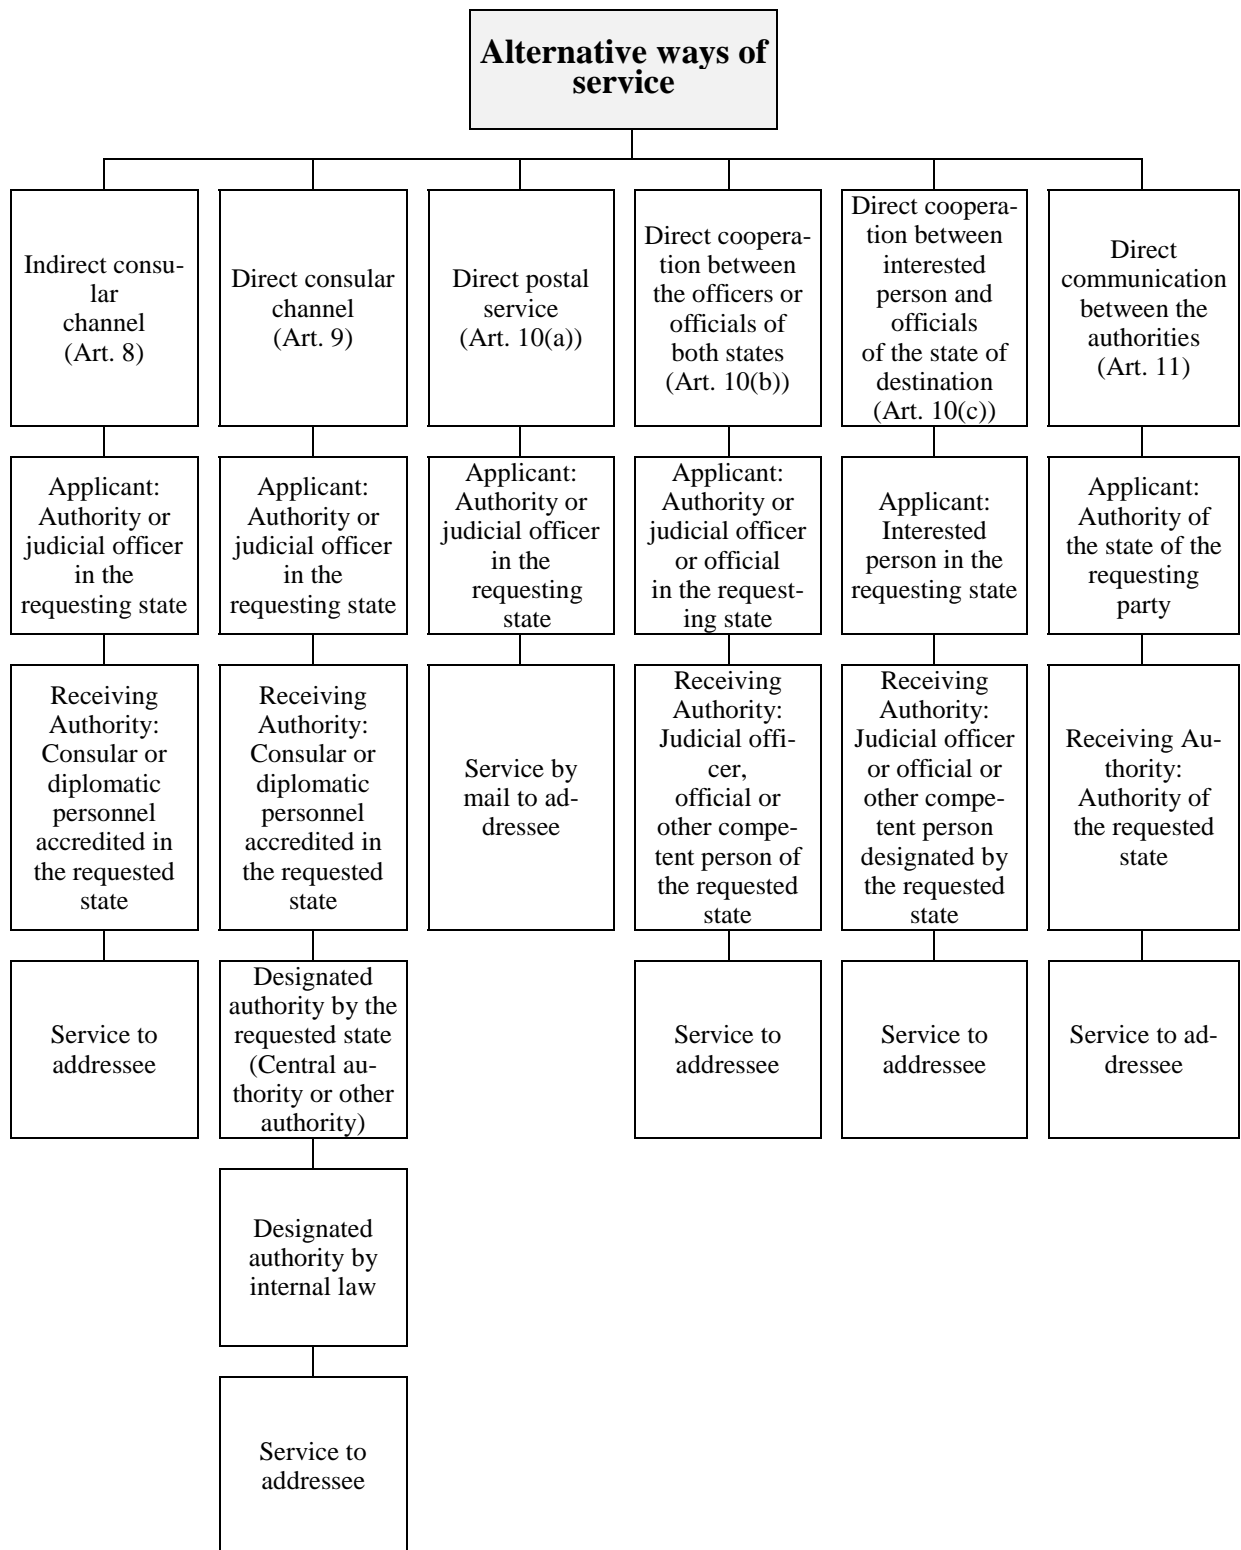 Alternative ways of
service
Indirect consu-
lar
channel
(Art. 8)
Direct consular
channel
(Art. 9)
Direct postal
service
(Art. 10(a))
Direct coopera-
tion between
the officers or
officials of
both states
(Art. 10(b))
Direct coopera-
tion between
interested
person and
officials
of the state of
destination
(Art. 10(c))
Direct
communication
between the
authorities
(Art. 11)
Applicant:
Authority or
judicial officer
in the
requesting state
Applicant:
Authority or
judicial officer
in the
requesting state
Applicant:
Authority or
judicial officer
in the
requesting
state
Applicant:
Authority or
judicial officer
or official
in the request-
ing state
Applicant:
Interested
person in the
requesting state
Applicant:
Authority of
the state of the
requesting
party
Receiving
Authority:
Consular or
diplomatic
personnel
accredited in
the requested
state
Receiving
Authority:
Consular or
diplomatic
personnel
accredited in
the requested
state
Service by
mail to ad-
dressee
Receiving
Authority:
Judicial offi-
cer,
official or
other compe-
tent person of
the requested
state
Receiving
Authority:
Judicial officer
or official or
other compe-
tent person
designated by
the requested
state
Receiving Au-
thority:
Authority of
the requested
state
Service to
addressee
Designated
authority by the
requested state
(Central au-
thority or other
authority)
Service to
addressee
Service to
addressee
Service to ad-
dressee
Designated
authority by
internal law
Service to
addressee